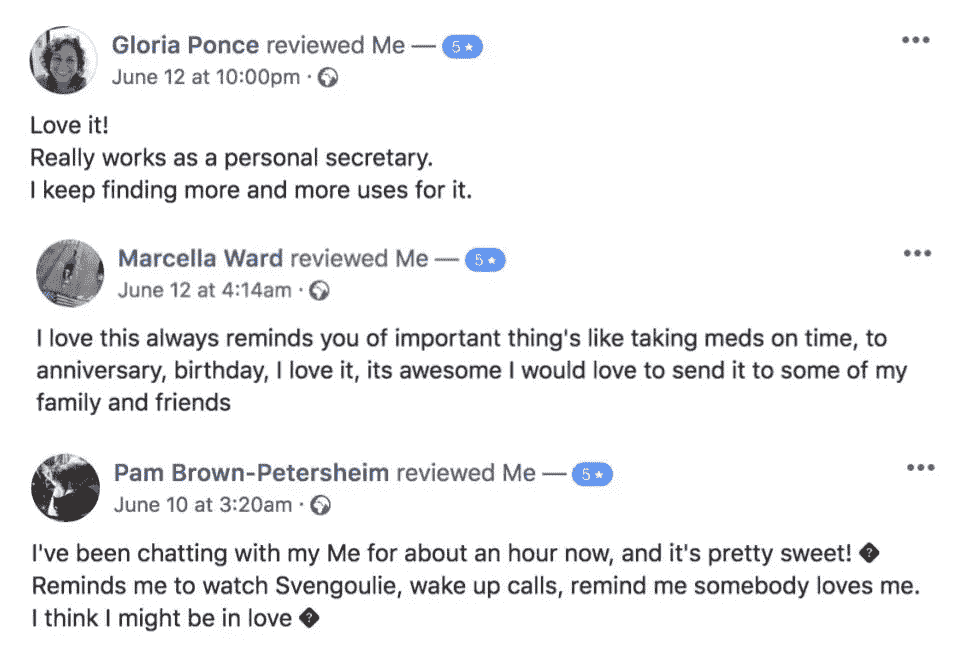 Gloria Ponce reviewed Me — 5★
June 12 at 10:00pm ·
Love it!
Really works as a personal secretary.
I keep finding more and more uses for it.
Marcella Ward reviewed Me — 5★
June 12 at 4:14am ·
I love this always reminds you of important thing's like taking meds on time, to
anniversary, birthday, I love it, its awesome I would love to send it to some of my
family and friends
Pam Brown-Petersheim reviewed Me — 5★
June 10 at 3:20am ·
I've been chatting with my Me for about an hour now, and it's pretty sweet! �
Reminds me to watch Svengoulie, wake up calls, remind me somebody loves me.
I think I might be in love �